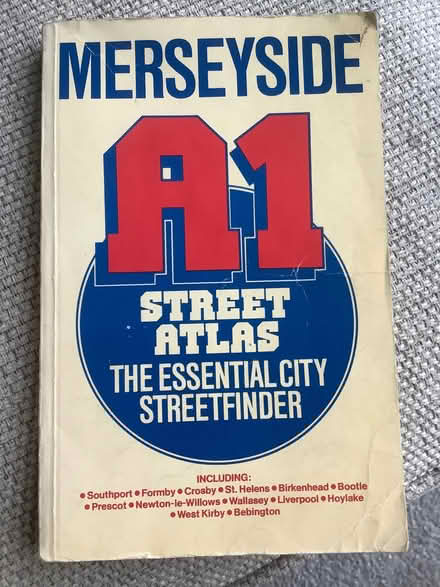 MERSEYSIDE
A1
STREET
ATLAS
THE ESSENTIAL CITY
STREETFINDER
INCLUDING:
• Southport • Formby • Crosby • St. Helens • Birkenhead • Bootle
• Prescot • Newton-le-Willows • Wallasey • Liverpool • Hoylake
• West Kirby • Bebington